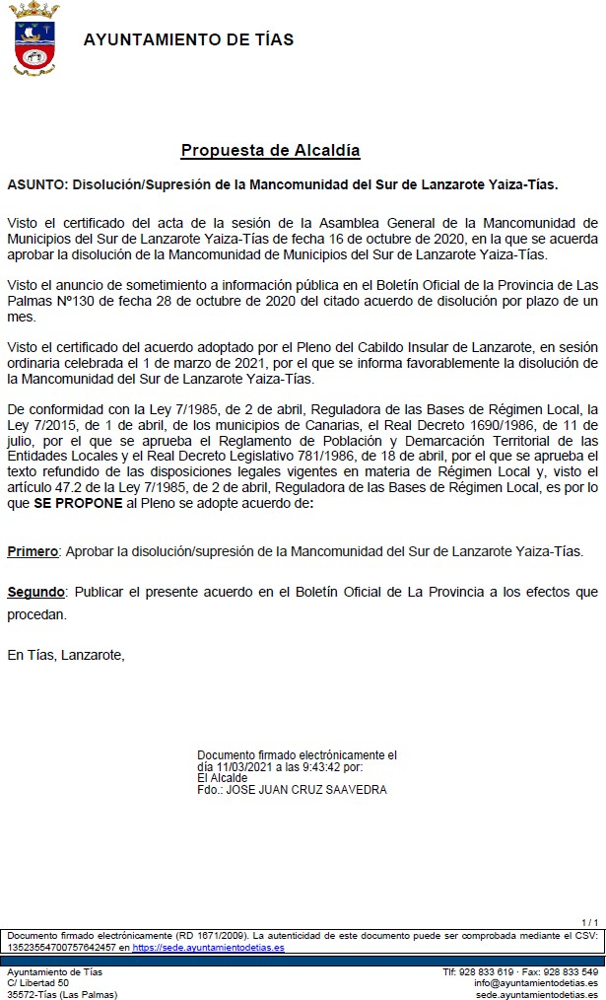 AYUNTAMIENTO DE TÍAS
Propuesta de Alcaldía
ASUNTO: Disolución/Supresión de la Mancomunidad del Sur de Lanzarote Yaiza-Tías.
Visto el certificado del acta de la sesión de la Asamblea General de la Mancomunidad de
Municipios del Sur de Lanzarote Yaiza-Tías de fecha 16 de octubre de 2020, en la que se acuerda
aprobar la disolución de la Mancomunidad de Municipios del Sur de Lanzarote Yaiza-Tías.
Visto el anuncio de sometimiento a información pública en el Boletín Oficial de la Provincia de Las
Palmas Nº130 de fecha 28 de octubre de 2020 del citado acuerdo de disolución por plazo de un
mes.
Visto el certificado del acuerdo adoptado por el Pleno del Cabildo Insular de Lanzarote, en sesión
ordinaria celebrada el 1 de marzo de 2021, por el que se informa favorablemente la disolución de
la Mancomunidad del Sur de Lanzarote Yaiza-Tías.
De conformidad con la Ley 7/1985, de 2 de abril, Reguladora de las Bases de Régimen Local, la
Ley 7/2015, de 1 de abril, de los municipios de Canarias, el Real Decreto 1690/1986, de 11 de
julio, por el que se aprueba el Reglamento de Población y Demarcación Territorial de las
Entidades Locales y el Real Decreto Legislativo 781/1986, de 18 de abril, por el que se aprueba el
texto refundido de las disposiciones legales vigentes en materia de Régimen Local y, visto el
artículo 47.2 de la Ley 7/1985, de 2 de abril, Reguladora de las Bases de Régimen Local, es por lo
que SE PROPONE al Pleno se adopte acuerdo de:
Primero: Aprobar la disolución/supresión de la Mancomunidad del Sur de Lanzarote Yaiza-Tías.
Segundo: Publicar el presente acuerdo en el Boletín Oficial de La Provincia a los efectos que
procedan.
En Tías, Lanzarote,
Documento firmado electrónicamente el
día 11/03/2021 a las 9:43:42 por:
El Alcalde
Fdo.: JOSE JUAN CRUZ SAAVEDRA
1 / 1
Documento firmado electrónicamente (RD 1671/2009). La autenticidad de este documento puede ser comprobada mediante el CSV:
13523554700757642457 en https://sede.ayuntamientodetias.es
Ayuntamiento de Tías
Tlf: 928 833 619 · Fax: 928 833 549
C/ Libertad 50
info@ayuntamientodetias.es
35572-Tías (Las Palmas)
sede.ayuntamientodetias.es